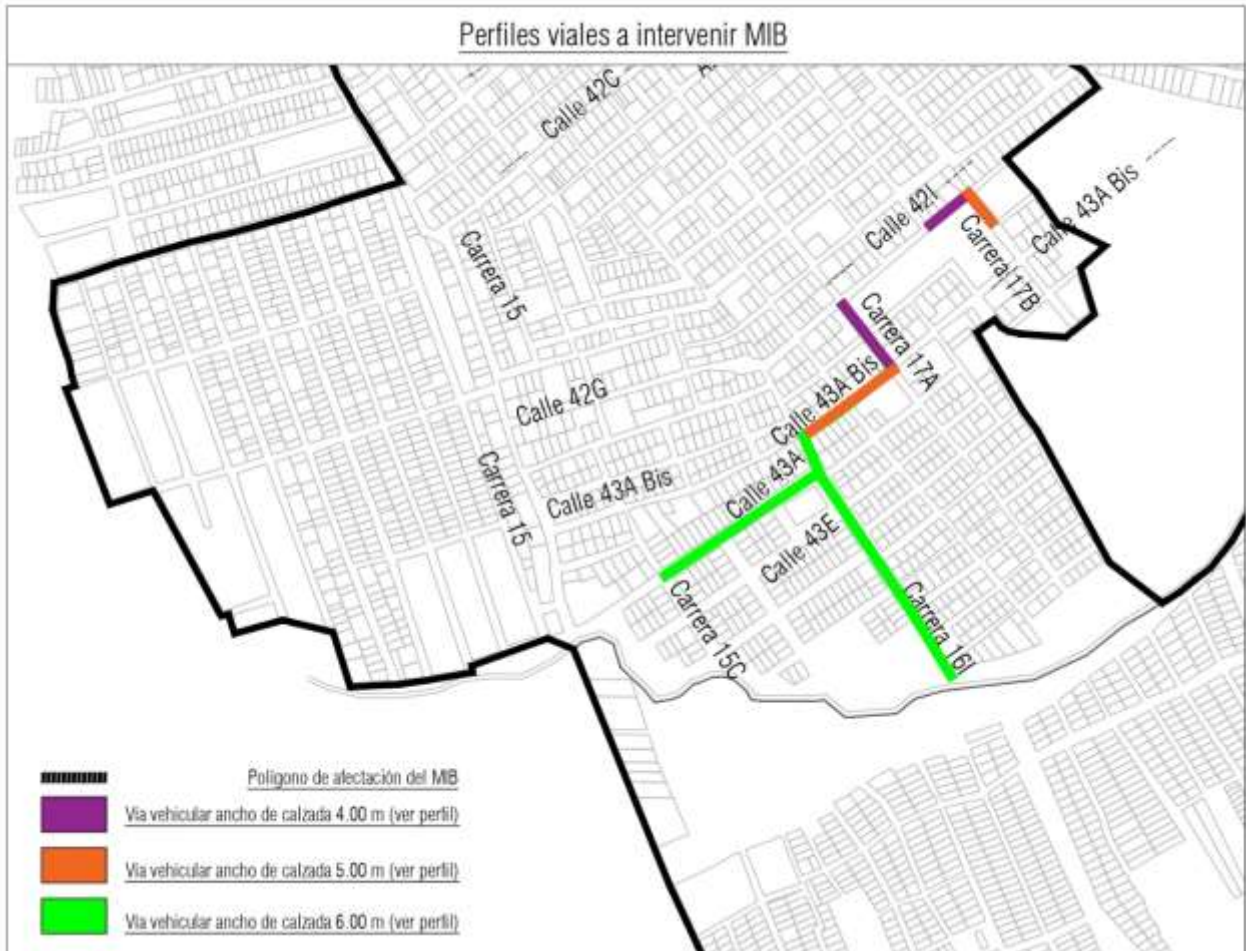 Perfiles viales a intervenir MIB
Calle 42C
Calle 42I
Calle 43A Bis
Carrera 17B
Carrera 15
Carrera 17A
Calle 43A Bis
Calle 42G
Calle 43A
Carrera 15
Calle 43A Bis
Calle 43E
Carrera 15C
Carrera 16I
Polígono de afectación del MIB
Vía vehicular ancho de calzada 4.00 m (ver perfil)
Vía vehicular ancho de calzada 5.00 m (ver perfil)
Vía vehicular ancho de calzada 6.00 m (ver perfil)